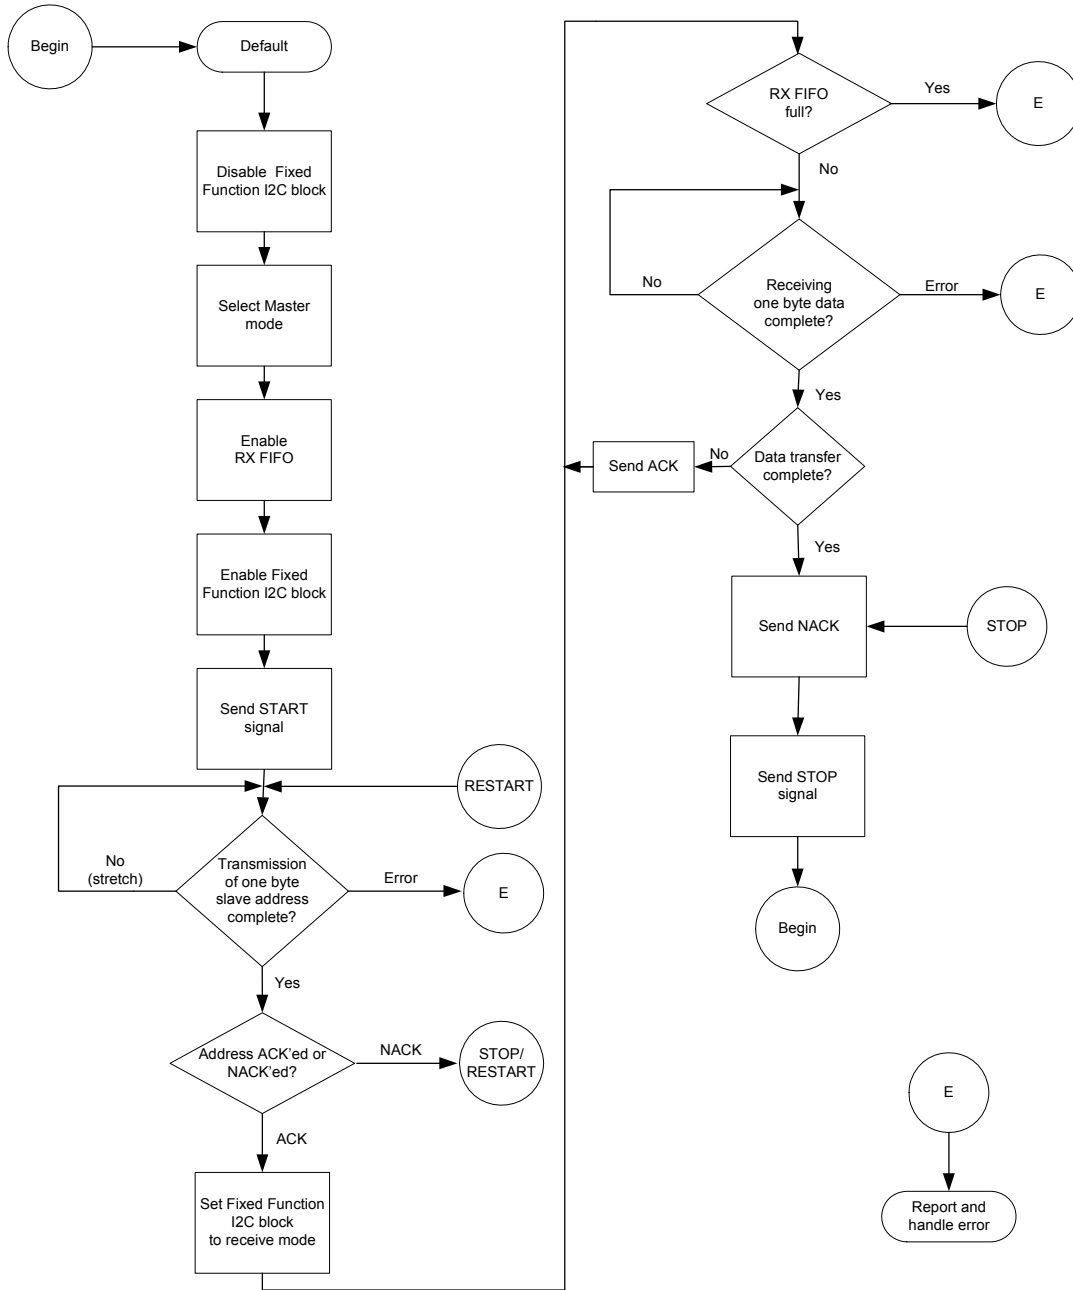 Begin
Default
Disable Fixed
Function I2C block
Select Master
mode
Enable
RX FIFO
Enable Fixed
Function I2C block
Send START
signal
RESTART
No
(stretch)
Transmission
of one byte
slave address
complete?
Error
E
Yes
Address ACK'ed or
NACK'ed?
NACK
STOP/
RESTART
ACK
Set Fixed Function
I2C block
to receive mode
RX FIFO
full?
Yes
E
No
No
Receiving
one byte data
complete?
Error
E
Yes
Send ACK
No
Data transfer
complete?
Yes
Send NACK
STOP
Send STOP
signal
Begin
E
Report and
handle error